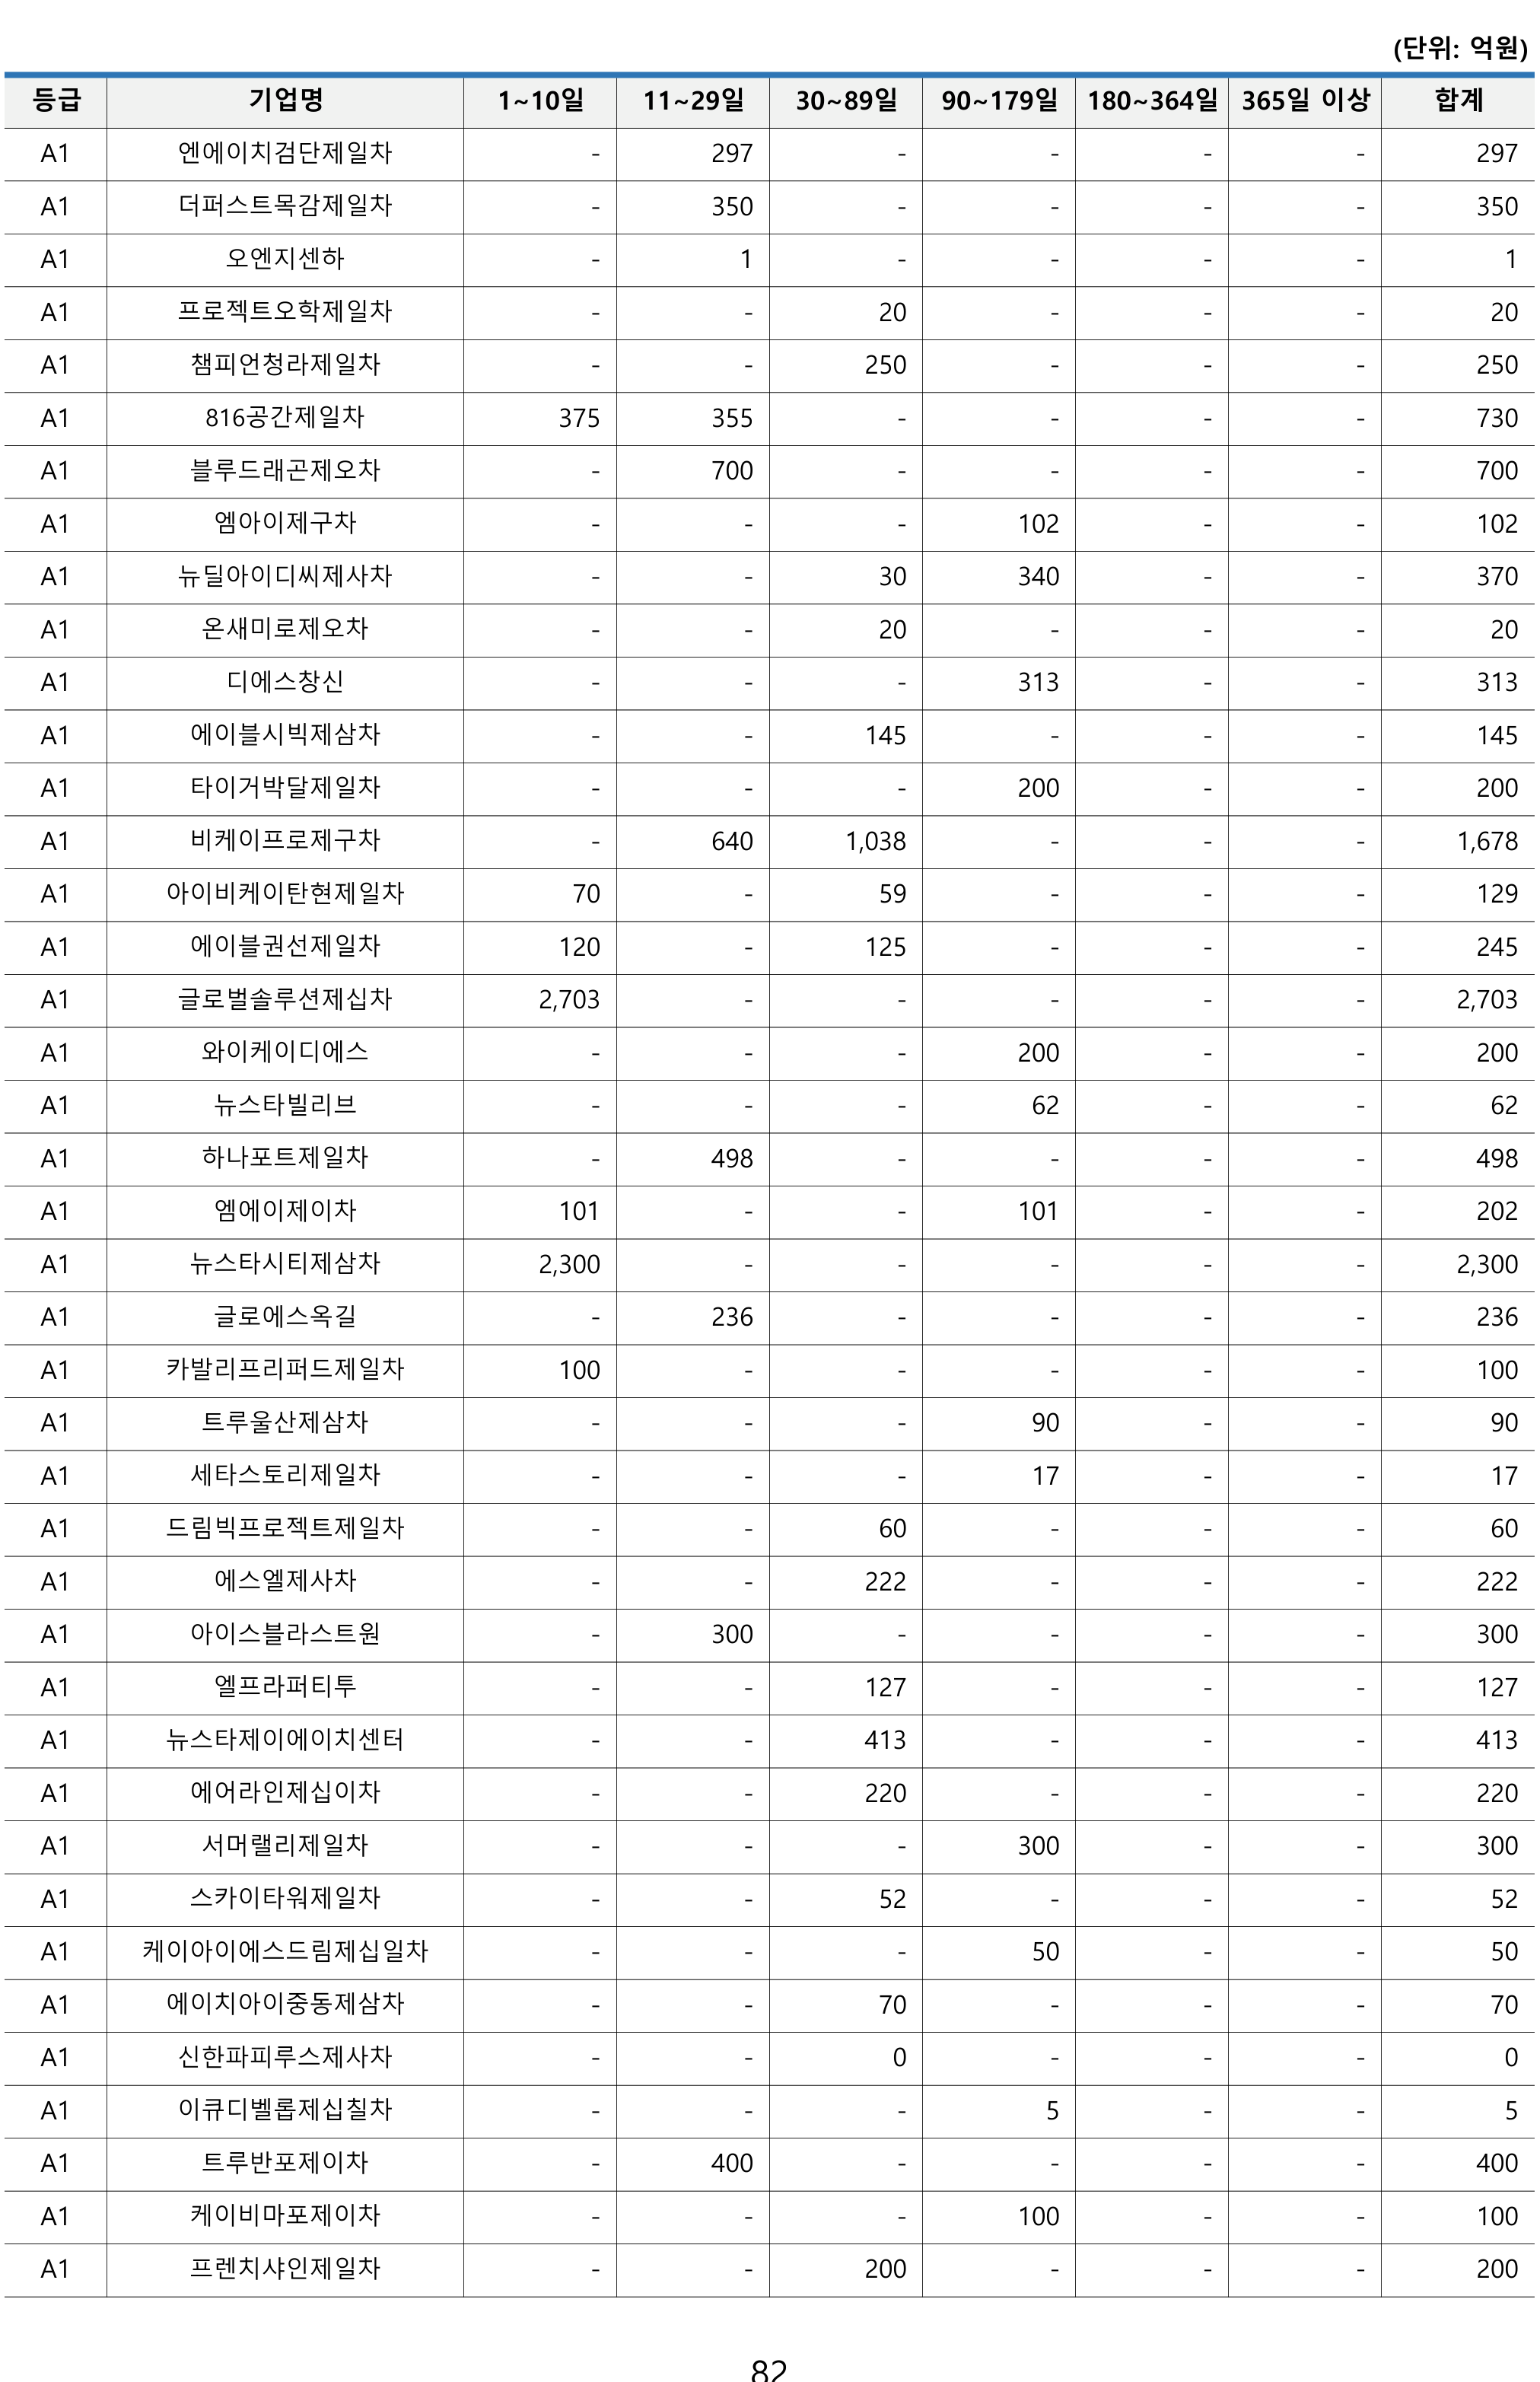 (단위: 억원)
등급 기업명 1~10일 11~29일 30~89일 90~179일 180~364일 365일 이상 합계
A1 엔에이치검단제일차 - 297 - - - - 297
A1 더퍼스트목감제일차 - 350 - - - - 350
A1 오엔지센하 - 1 - - - - 1
A1 프로젝트오학제일차 - - 20 - - - 20
A1 챔피언청라제일차 - - 250 - - - 250
A1 816공간제일차 375 355 - - - - 730
A1 블루드래곤제오차 - 700 - - - - 700
A1 엠아이제구차 - - - 102 - - 102
A1 뉴딜아이디씨제사차 - - 30 340 - - 370
A1 온새미로제오차 - - 20 - - - 20
A1 디에스창신 - - - 313 - - 313
A1 에이블시빅제삼차 - - 145 - - - 145
A1 타이거박달제일차 - - - 200 - - 200
A1 비케이프로제구차 - 640 1,038 - - - 1,678
A1 아이비케이탄현제일차 70 - 59 - - - 129
A1 에이블권선제일차 120 - 125 - - - 245
A1 글로벌솔루션제십차 2,703 - - - - - 2,703
A1 와이케이디에스 - - - 200 - - 200
A1 뉴스타빌리브 - - - 62 - - 62
A1 하나포트제일차 - 498 - - - - 498
A1 엠에이제이차 101 - - 101 - - 202
A1 뉴스타시티제삼차 2,300 - - - - - 2,300
A1 글로에스옥길 - 236 - - - - 236
A1 카발리프리퍼드제일차 100 - - - - - 100
A1 트루울산제삼차 - - - 90 - - 90
A1 세타스토리제일차 - - - 17 - - 17
A1 드림빅프로젝트제일차 - - 60 - - - 60
A1 에스엘제사차 - - 222 - - - 222
A1 아이스블라스트원 - 300 - - - - 300
A1 엘프라퍼티투 - - 127 - - - 127
A1 뉴스타제이에이치센터 - - 413 - - - 413
A1 에어라인제십이차 - - 220 - - - 220
A1 서머랠리제일차 - - - 300 - - 300
A1 스카이타워제일차 - - 52 - - - 52
A1 케이아이에스드림제십일차 - - - 50 - - 50
A1 에이치아이중동제삼차 - - 70 - - - 70
A1 신한파피루스제사차 - - 0 - - - 0
A1 이큐디벨롭제십칠차 - - - 5 - - 5
A1 트루반포제이차 - 400 - - - - 400
A1 케이비마포제이차 - - - 100 - - 100
A1 프렌치샤인제일차 - - 200 - - - 200
82